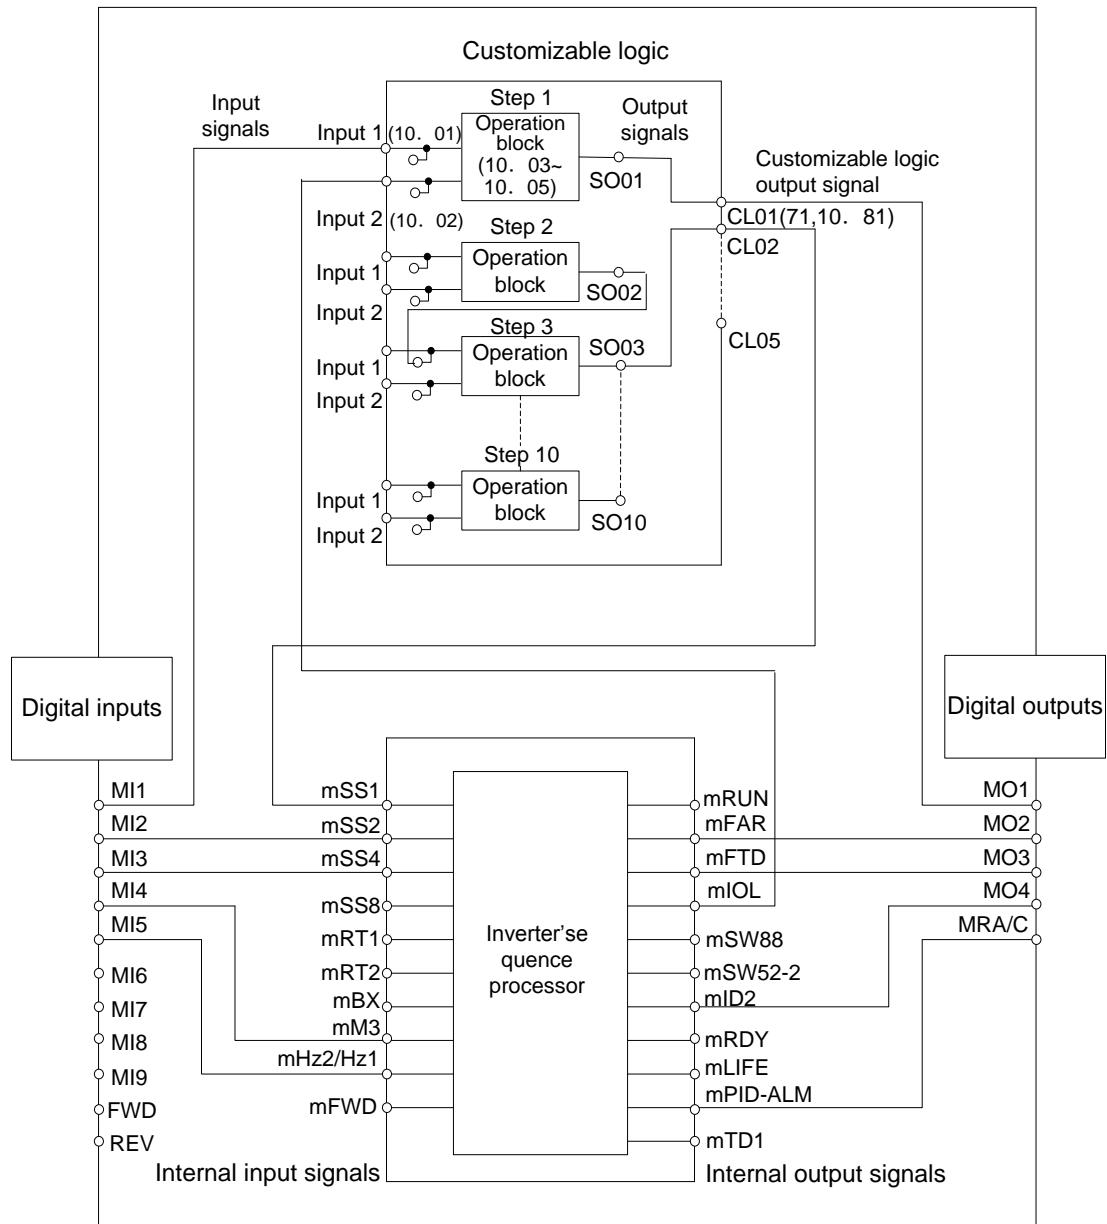 Customizable logic
Input
signals
Step 1
Output
signals
Input 1 (10. 01)
Operation
block
(10. 03~
10. 05)
SO01
Customizable logic
output signal
Input 2 (10. 02)
CL01(71,10. 81)
Step 2
CL02
Input 1
Operation
block
SO02
Input 2
Step 3
SO03
CL05
Input 1
Operation
block
Input 2
Step 10
Input 1
Operation
block
SO10
Input 2
Digital inputs
Digital outputs
MI1
MI2
MI3
MI4
MI5
MI6
MI7
MI8
MI9
FWD
REV
mSS1
mSS2
mSS4
mSS8
mRT1
mRT2
mBX
mM3
mHz2/Hz1
mFWD
Internal input signals
Inverter'se
quence
processor
mRUN
mFAR
mFTD
mIOL
mSW88
mSW52-2
mID2
mRDY
mLIFE
mPID-ALM
mTD1
Internal output signals
MO1
MO2
MO3
MO4
MRA/C